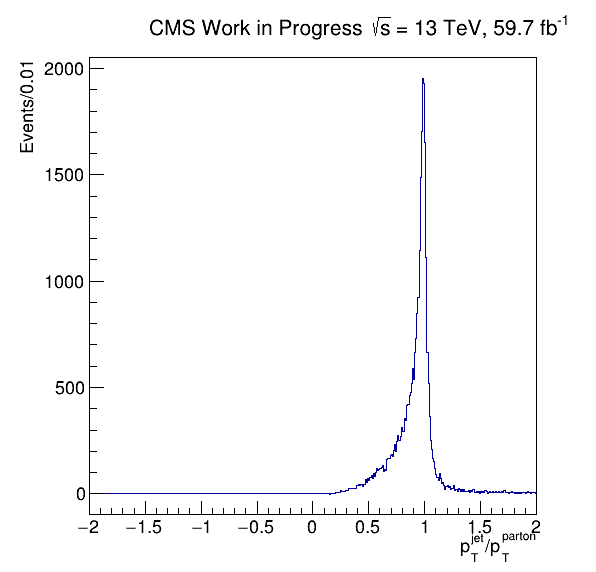 CMS Work in Progress √s = 13 TeV, 59.7 fb⁻¹
Events/0.01
2000
1500
1000
500
0
−2 −1.5 −1 −0.5 0 0.5 1 1.5 2
p_T^jet/p_T^parton